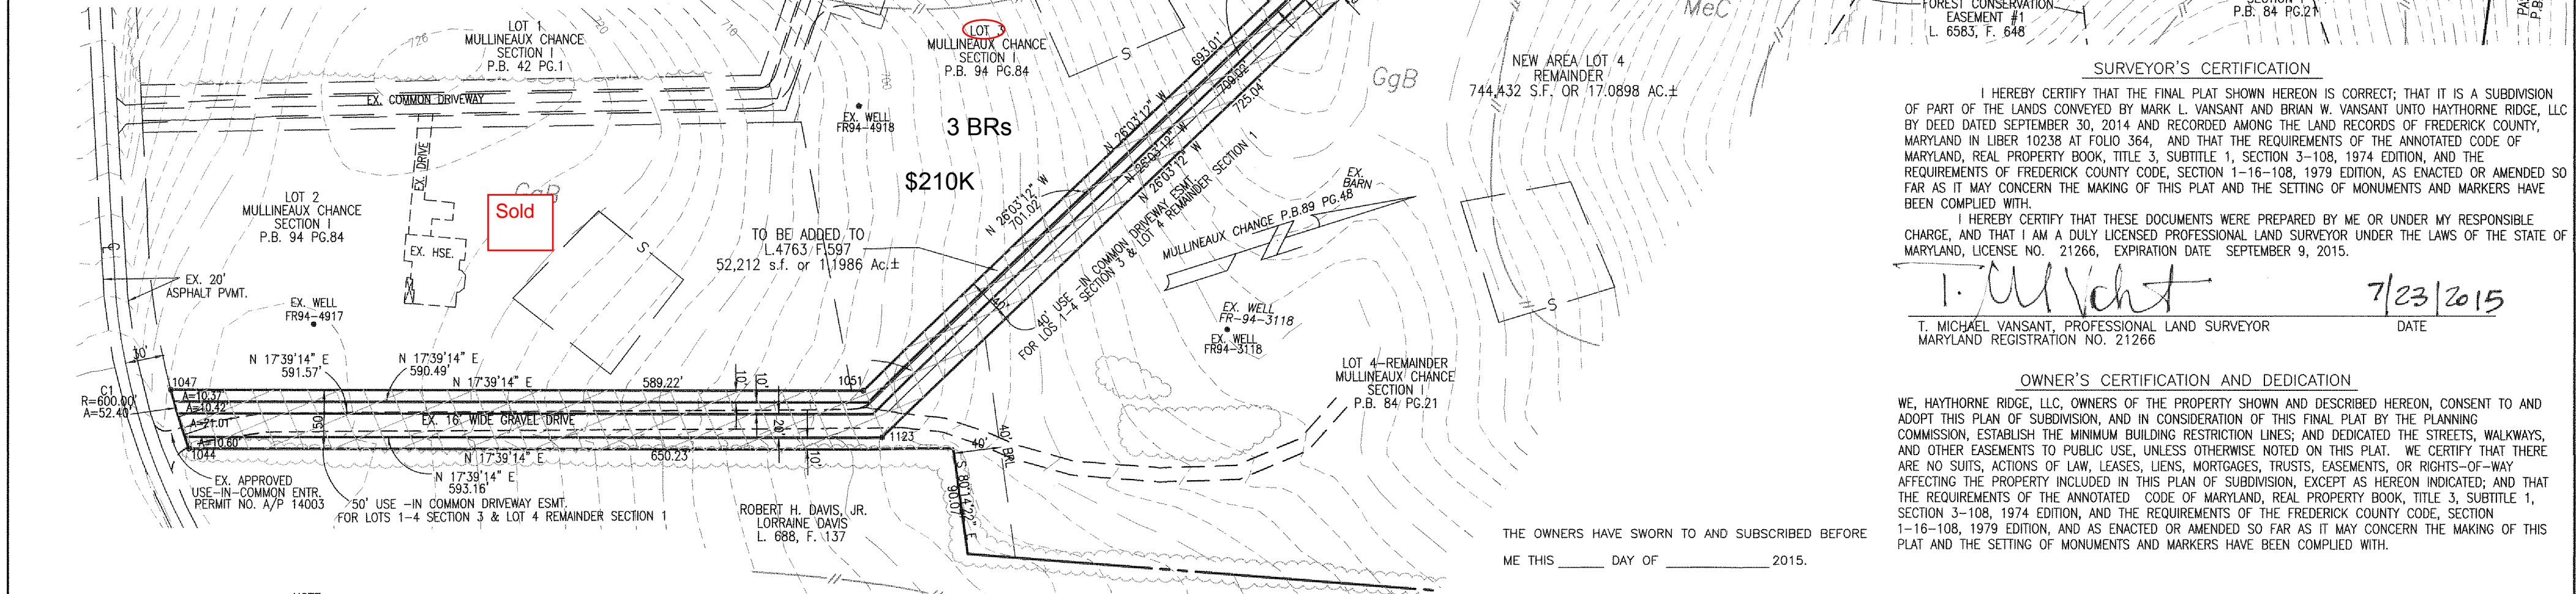 LOT 1
MULLINEAUX CHANCE
SECTION I
P.B. 42 PG.1
726
720
710
LOT 3
MULLINEAUX CHANCE
SECTION I
P.B. 94 PG.84
S
693.01'
709.02'
725.04'
MeC
FOREST CONSERVATION
EASEMENT #1
L. 6583, F. 648
P.B. 84 PG.21
EX. COMMON DRIVEWAY
EX. WELL
FR94-4918
3 BRs
$210K
N 26°03'12" W
N 26°03'12" W
N 26°03'12" W
GgB
NEW AREA LOT 4
REMAINDER
744,432 S.F. OR 17.0898 AC.±
EX. DRIVE
GgB
Sold
LOT 2
MULLINEAUX CHANCE
SECTION I
P.B. 94 PG.84
EX. HSE.
S
N 26°03'12" W
701.02'
TO BE ADDED TO
L.4763 F.597
52,212 s.f. or 1.1986 Ac.±
40'
40' USE -IN COMMON DRIVEWAY ESMT.
FOR LOS 1-4 SECTION 3 & LOT 4 REMAINDER SECTION 1
EX.
BARN
MULLINEAUX CHANCE P.B.89 PG.48
S
EX. WELL
FR-94-3118
EX. WELL
FR94-3118
LOT 4-REMAINDER
MULLINEAUX CHANCE
SECTION I
P.B. 84 PG.21
EX. 20'
ASPHALT PVMT.
EX. WELL
FR94-4917
30'
C1
R=600.00'
A=52.40'
1047
N 17°39'14" E
591.57'
N 17°39'14" E
590.49'
N 17°39'14" E
589.22'
10'
10'
1051
A=10.37'
A=10.42'
A=21.01'
A=10.60'
50'
EX. 16' WIDE GRAVEL DRIVE
20'
10'
1123
40'
40' BRL
1044
N 17°39'14" E
650.23'
N 17°39'14" E
593.16'
S 80°14'22" E
90.07'
EX. APPROVED
USE-IN-COMMON ENTR.
PERMIT NO. A/P 14003
50' USE -IN COMMON DRIVEWAY ESMT.
FOR LOTS 1-4 SECTION 3 & LOT 4 REMAINDER SECTION 1
ROBERT H. DAVIS, JR.
LORRAINE DAVIS
L. 688, F. 137
THE OWNERS HAVE SWORN TO AND SUBSCRIBED BEFORE
ME THIS ______ DAY OF ______________ 2015.
SURVEYOR'S CERTIFICATION
I HEREBY CERTIFY THAT THE FINAL PLAT SHOWN HEREON IS CORRECT; THAT IT IS A SUBDIVISION
OF PART OF THE LANDS CONVEYED BY MARK L. VANSANT AND BRIAN W. VANSANT UNTO HAYTHORNE RIDGE, LLC
BY DEED DATED SEPTEMBER 30, 2014 AND RECORDED AMONG THE LAND RECORDS OF FREDERICK COUNTY,
MARYLAND IN LIBER 10238 AT FOLIO 364, AND THAT THE REQUIREMENTS OF THE ANNOTATED CODE OF
MARYLAND, REAL PROPERTY BOOK, TITLE 3, SUBTITLE 1, SECTION 3-108, 1974 EDITION, AND THE
REQUIREMENTS OF FREDERICK COUNTY CODE, SECTION 1-16-108, 1979 EDITION, AS ENACTED OR AMENDED SO
FAR AS IT MAY CONCERN THE MAKING OF THIS PLAT AND THE SETTING OF MONUMENTS AND MARKERS HAVE
BEEN COMPLIED WITH.
I HEREBY CERTIFY THAT THESE DOCUMENTS WERE PREPARED BY ME OR UNDER MY RESPONSIBLE
CHARGE, AND THAT I AM A DULY LICENSED PROFESSIONAL LAND SURVEYOR UNDER THE LAWS OF THE STATE OF
MARYLAND, LICENSE NO. 21266, EXPIRATION DATE SEPTEMBER 9, 2015.
7/23/2015
T. MICHAEL VANSANT, PROFESSIONAL LAND SURVEYOR DATE
MARYLAND REGISTRATION NO. 21266
OWNER'S CERTIFICATION AND DEDICATION
WE, HAYTHORNE RIDGE, LLC, OWNERS OF THE PROPERTY SHOWN AND DESCRIBED HEREON, CONSENT TO AND
ADOPT THIS PLAN OF SUBDIVISION, AND IN CONSIDERATION OF THIS FINAL PLAT BY THE PLANNING
COMMISSION, ESTABLISH THE MINIMUM BUILDING RESTRICTION LINES; AND DEDICATED THE STREETS, WALKWAYS,
AND OTHER EASEMENTS TO PUBLIC USE, UNLESS OTHERWISE NOTED ON THIS PLAT. WE CERTIFY THAT THERE
ARE NO SUITS, ACTIONS OF LAW, LEASES, LIENS, MORTGAGES, TRUSTS, EASEMENTS, OR RIGHTS-OF-WAY
AFFECTING THE PROPERTY INCLUDED IN THIS PLAN OF SUBDIVISION, EXCEPT AS HEREON INDICATED; AND THAT
THE REQUIREMENTS OF THE ANNOTATED CODE OF MARYLAND, REAL PROPERTY BOOK, TITLE 3, SUBTITLE 1,
SECTION 3-108, 1974 EDITION, AND THE REQUIREMENTS OF THE FREDERICK COUNTY CODE, SECTION
1-16-108, 1979 EDITION, AND AS ENACTED OR AMENDED SO FAR AS IT MAY CONCERN THE MAKING OF THIS
PLAT AND THE SETTING OF MONUMENTS AND MARKERS HAVE BEEN COMPLIED WITH.